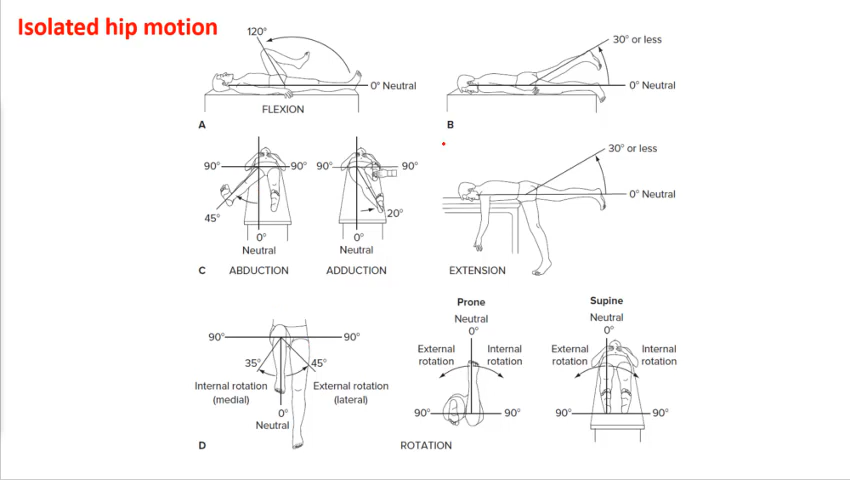 Isolated hip motion
120°
0° Neutral
FLEXION
A
30° or less
0° Neutral
B
90°
90°
45°
0°
Neutral
C
ABDUCTION
90°
90°
20°
0°
Neutral
ADDUCTION
30° or less
0° Neutral
EXTENSION
90°
90°
35°
45°
Internal rotation
(medial)
External rotation
(lateral)
0°
Neutral
D
Prone
Neutral
0°
External
rotation
Internal
rotation
90°
90°
ROTATION
Supine
Neutral
0°
External
rotation
Internal
rotation
90°
90°